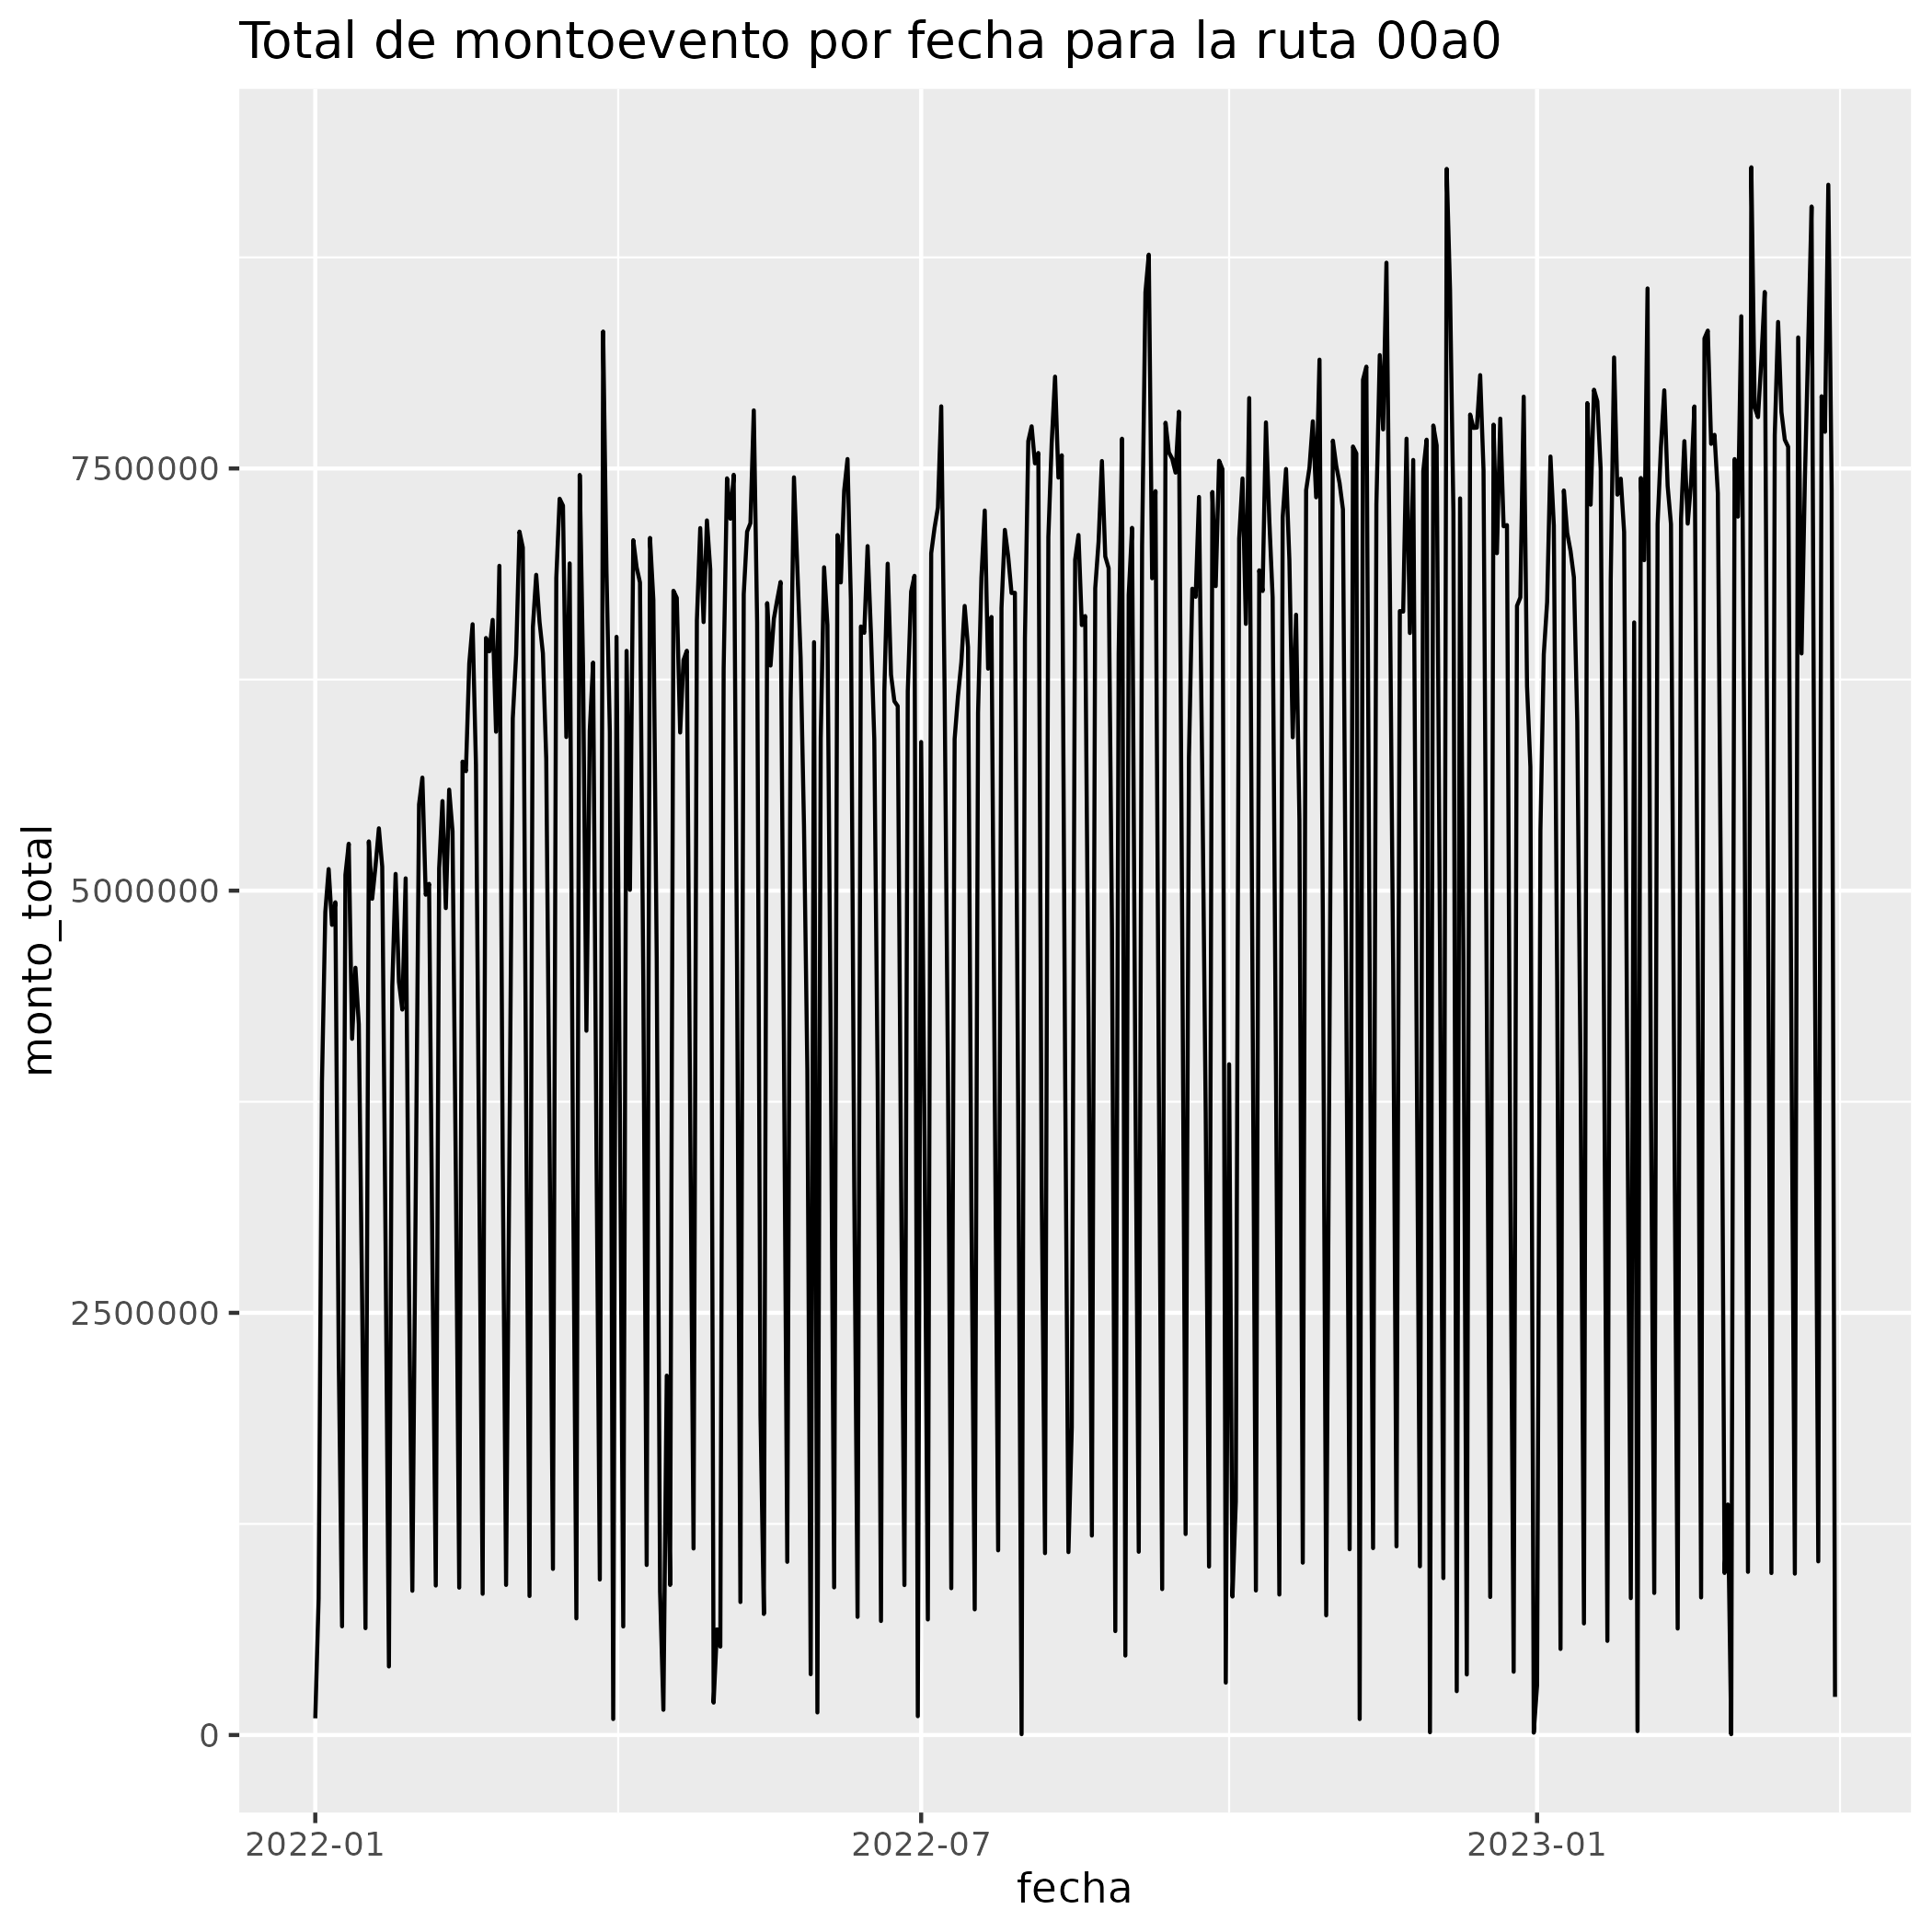 Total de montoevento por fecha para la ruta 00a0
monto_total
7500000
5000000
2500000
0
2022-01
2022-07
2023-01
fecha